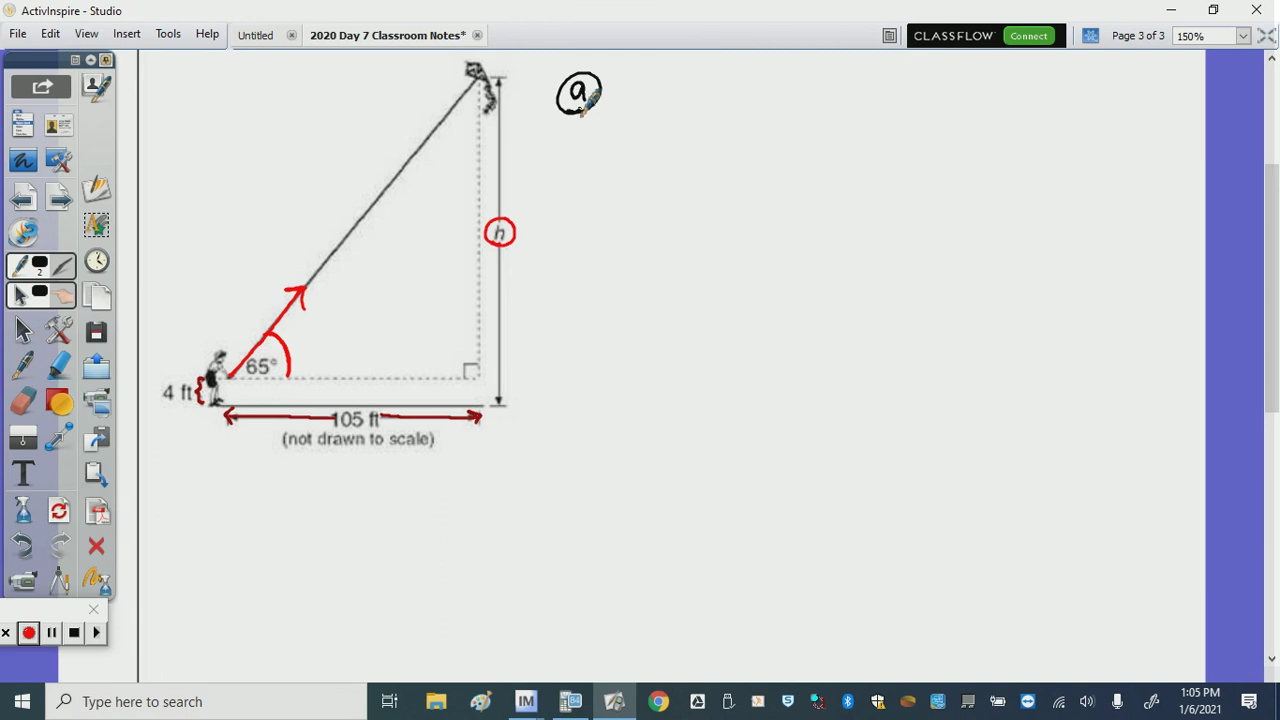 ActivInspire - Studio
File Edit View Insert Tools Help
Untitled
2020 Day 7 Classroom Notes*
CLASSFLOW Connect
Page 3 of 3
150%
a
h
65°
4 ft
105 ft
(not drawn to scale)
2
T
IM
Type here to search
1:05 PM
1/6/2021